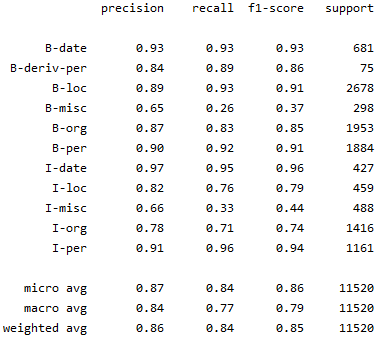 precision recall f1-score support
B-date 0.93 0.93 0.93 681
B-deriv-per 0.84 0.89 0.86 75
B-loc 0.89 0.93 0.91 2678
B-misc 0.65 0.26 0.37 298
B-org 0.87 0.83 0.85 1953
B-per 0.90 0.92 0.91 1884
I-date 0.97 0.95 0.96 427
I-loc 0.82 0.76 0.79 459
I-misc 0.66 0.33 0.44 488
I-org 0.78 0.71 0.74 1416
I-per 0.91 0.96 0.94 1161
micro avg 0.87 0.84 0.86 11520
macro avg 0.84 0.77 0.79 11520
weighted avg 0.86 0.84 0.85 11520